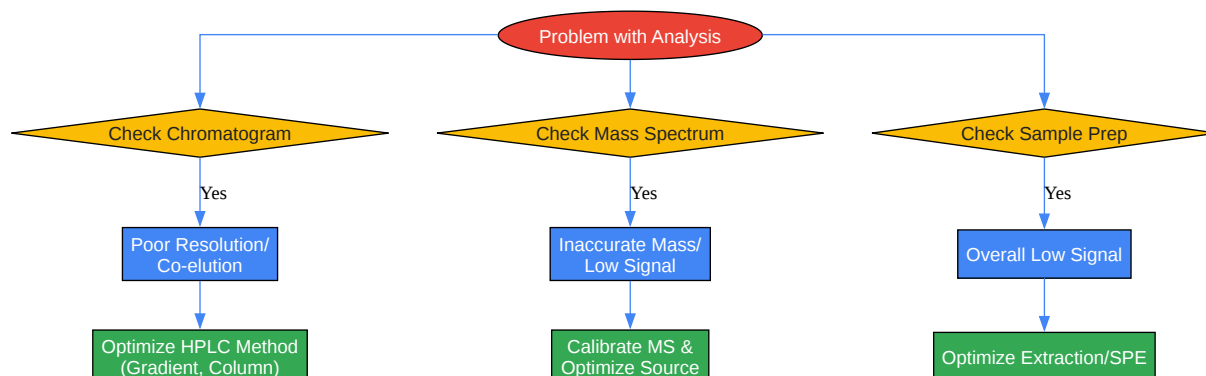 Problem with Analysis
Check Chromatogram
Check Mass Spectrum
Check Sample Prep
Yes
Yes
Yes
Poor Resolution/
Co-elution
Inaccurate Mass/
Low Signal
Overall Low Signal
Optimize HPLC Method
(Gradient, Column)
Calibrate MS &
Optimize Source
Optimize Extraction/SPE